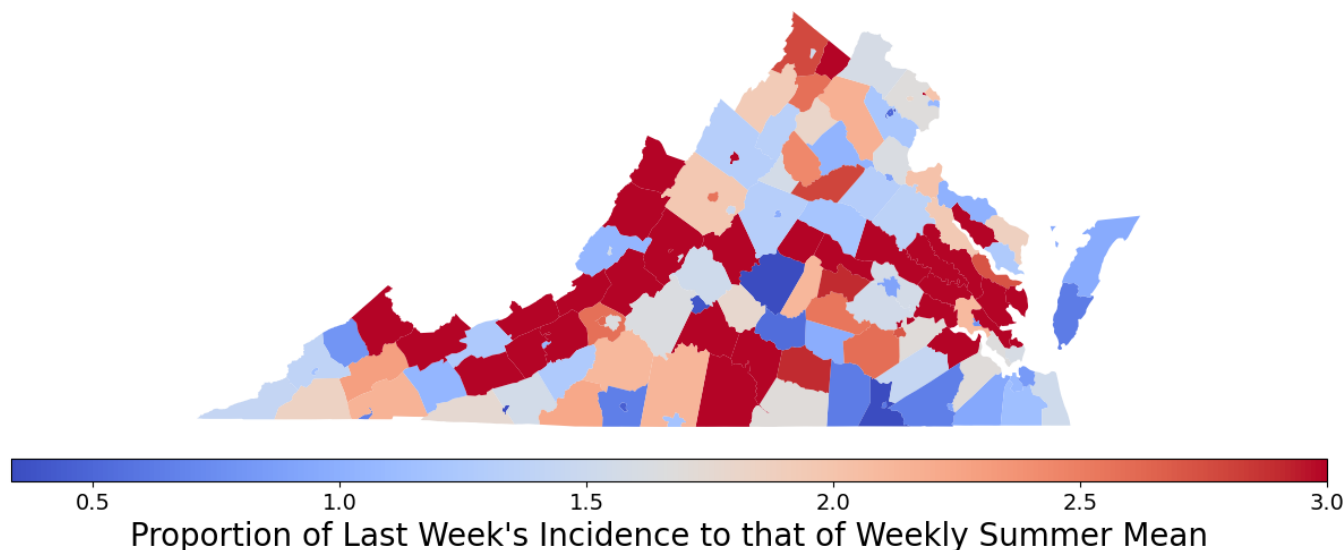 0.5 1.0 1.5 2.0 2.5 3.0
Proportion of Last Week's Incidence to that of Weekly Summer Mean